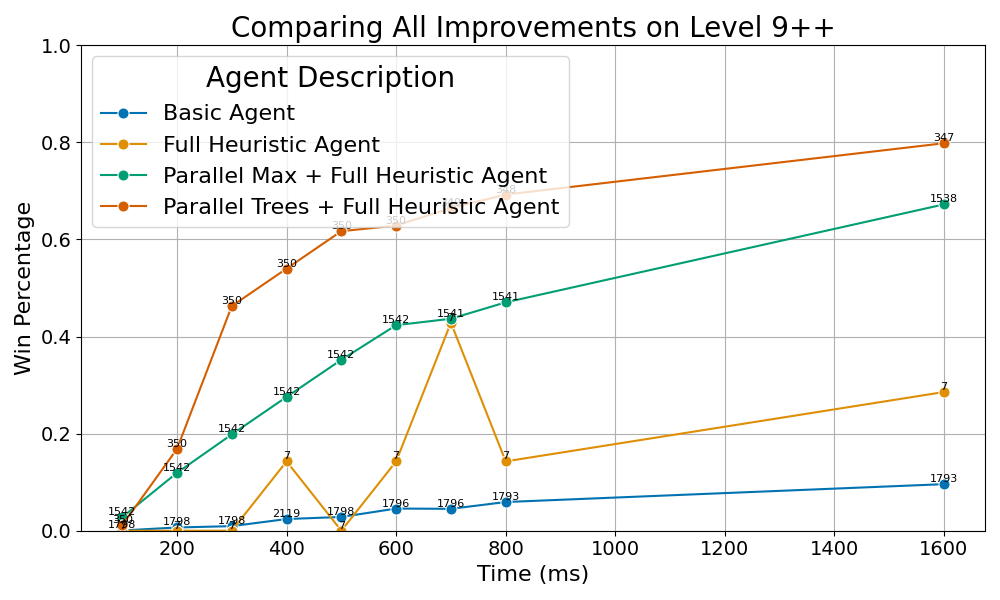 Comparing All Improvements on Level 9++
Win Percentage
1.0
0.8
0.6
0.4
0.2
0.0
Agent Description
Basic Agent
Full Heuristic Agent
Parallel Max + Full Heuristic Agent
Parallel Trees + Full Heuristic Agent
350 350 350 350 350 350 347
1542 1542 1542 1542 1542 1542 1541 1541 1538
7 7 7 7 7 7
1798 1798 1798 2119 1798 1796 1796 1793 1793
200 400 600 800 1000 1200 1400 1600
Time (ms)